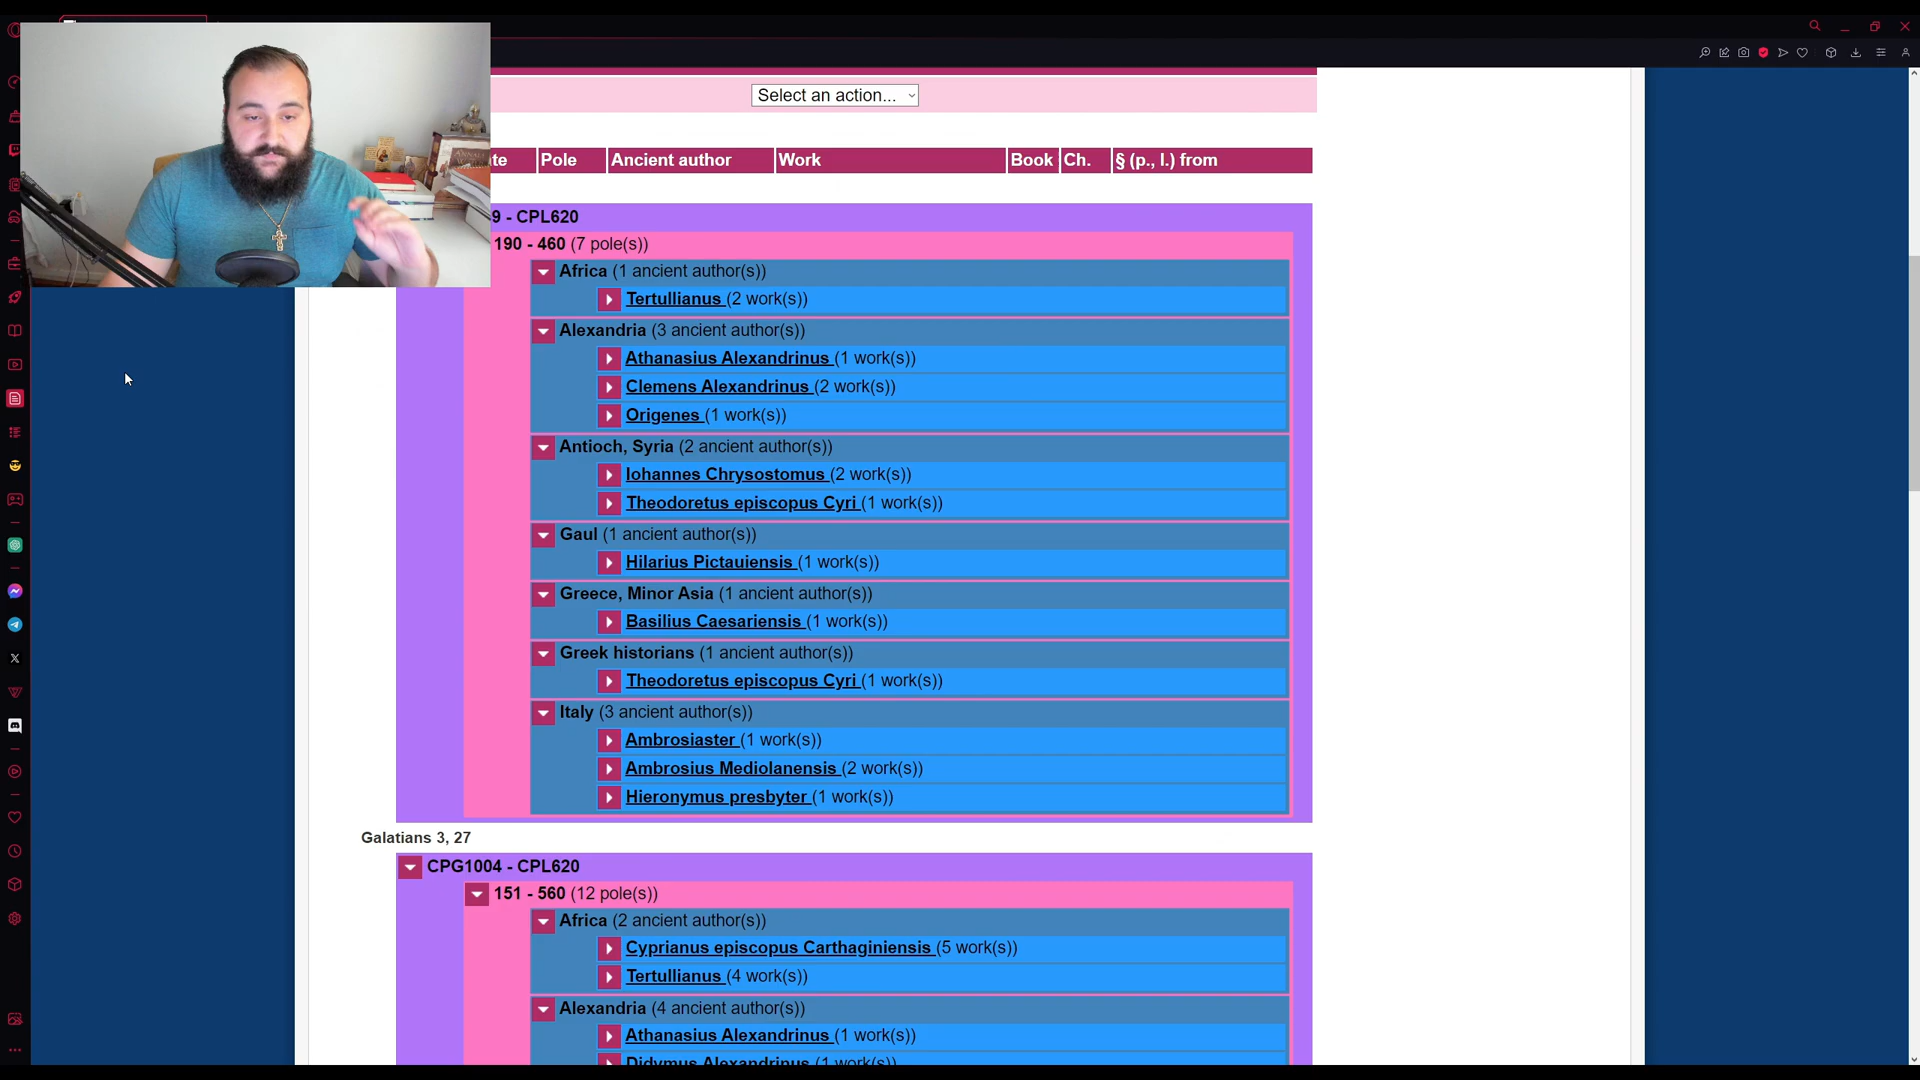 Select an action...
te Pole Ancient author Work Book Ch. § (p., l.) from
9 - CPL620
190 - 460 (7 pole(s))
Africa (1 ancient author(s))
Tertullianus (2 work(s))
Alexandria (3 ancient author(s))
Athanasius Alexandrinus (1 work(s))
Clemens Alexandrinus (2 work(s))
Origenes (1 work(s))
Antioch, Syria (2 ancient author(s))
Iohannes Chrysostomus (2 work(s))
Theodoretus episcopus Cyri (1 work(s))
Gaul (1 ancient author(s))
Hilarius Pictauiensis (1 work(s))
Greece, Minor Asia (1 ancient author(s))
Basilius Caesariensis (1 work(s))
Greek historians (1 ancient author(s))
Theodoretus episcopus Cyri (1 work(s))
Italy (3 ancient author(s))
Ambrosiaster (1 work(s))
Ambrosius Mediolanensis (2 work(s))
Hieronymus presbyter (1 work(s))
Galatians 3, 27
CPG1004 - CPL620
151 - 560 (12 pole(s))
Africa (2 ancient author(s))
Cyprianus episcopus Carthaginiensis (5 work(s))
Tertullianus (4 work(s))
Alexandria (4 ancient author(s))
Athanasius Alexandrinus (1 work(s))
Didymus Alexandrinus (1 work(s))